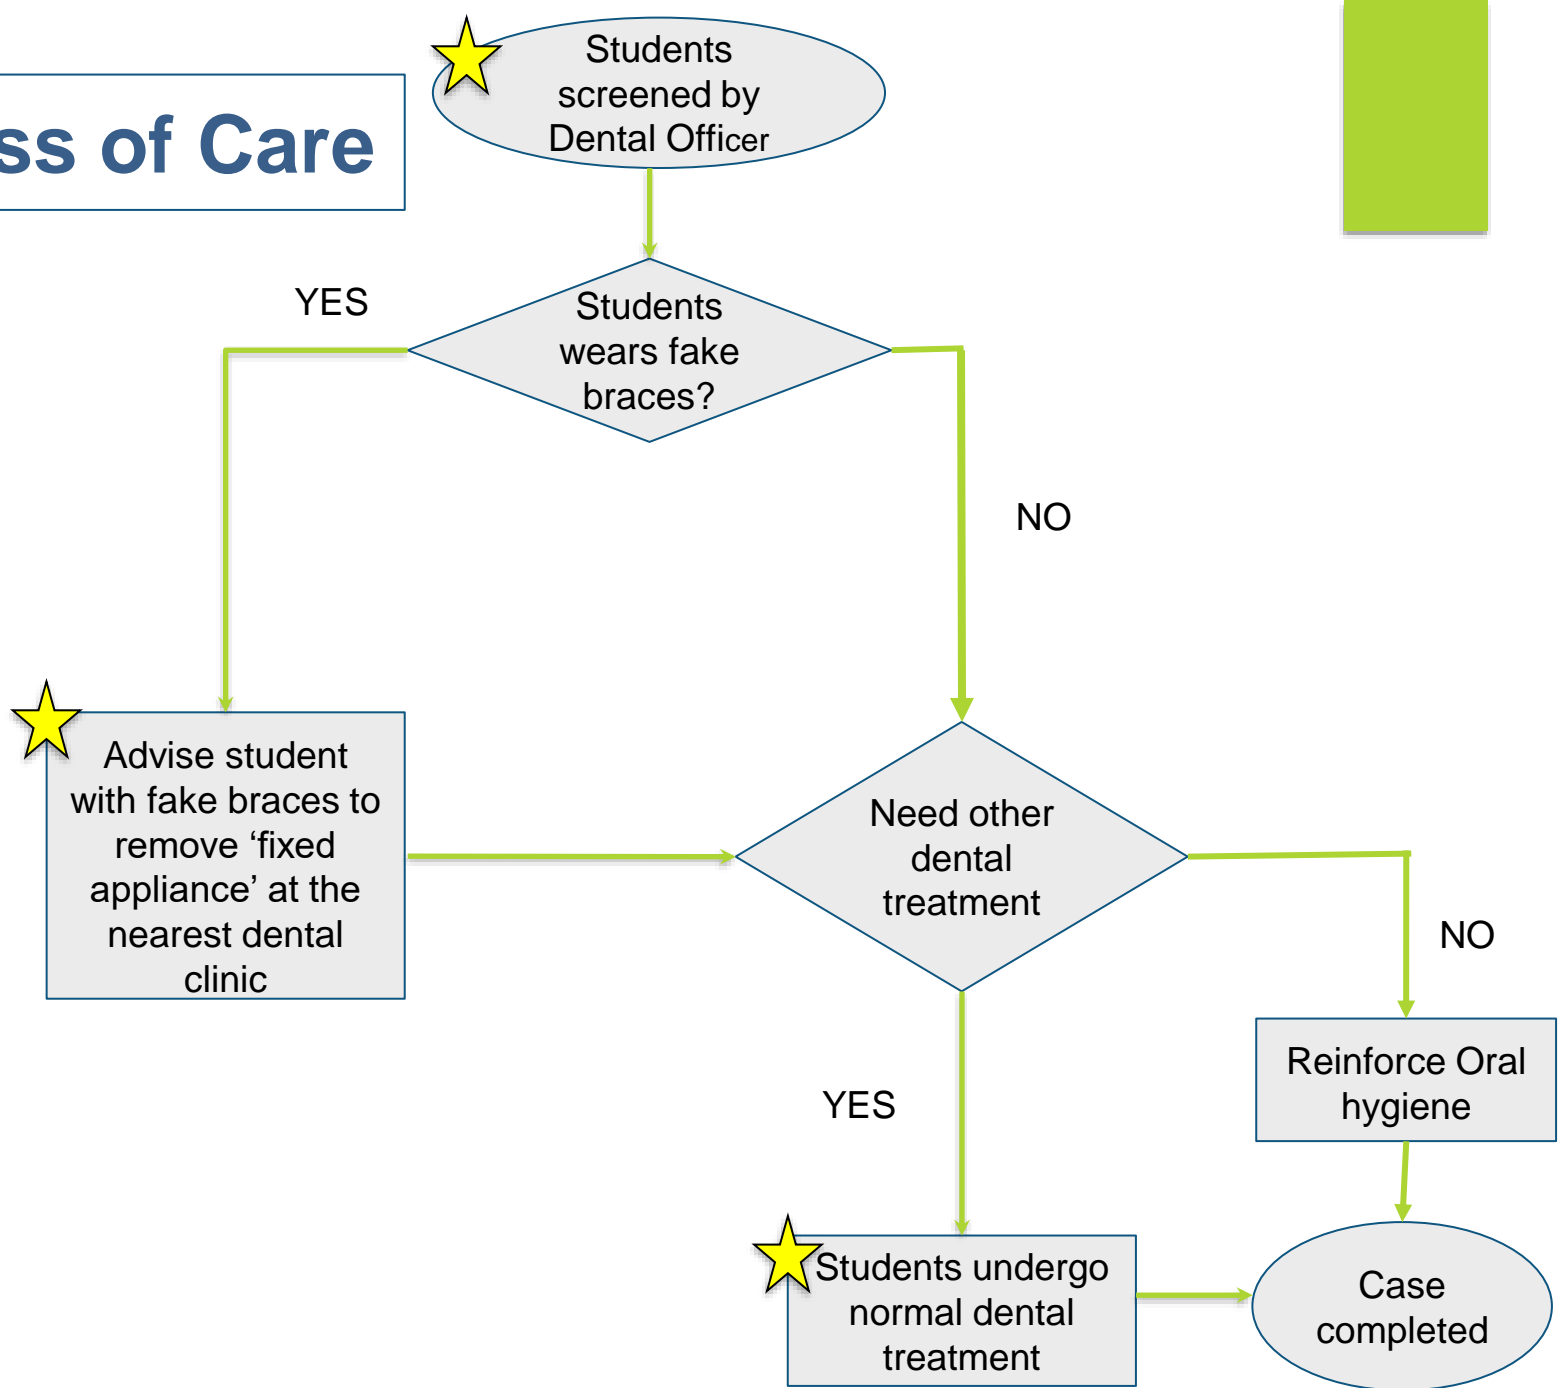 ss of Care
Students
screened by
Dental Officer
YES
Students
wears fake
braces?
NO
Advise student
with fake braces to
remove ‘fixed
appliance’ at the
nearest dental
clinic
Need other
dental
treatment
NO
YES
Reinforce Oral
hygiene
Students undergo
normal dental
treatment
Case
completed